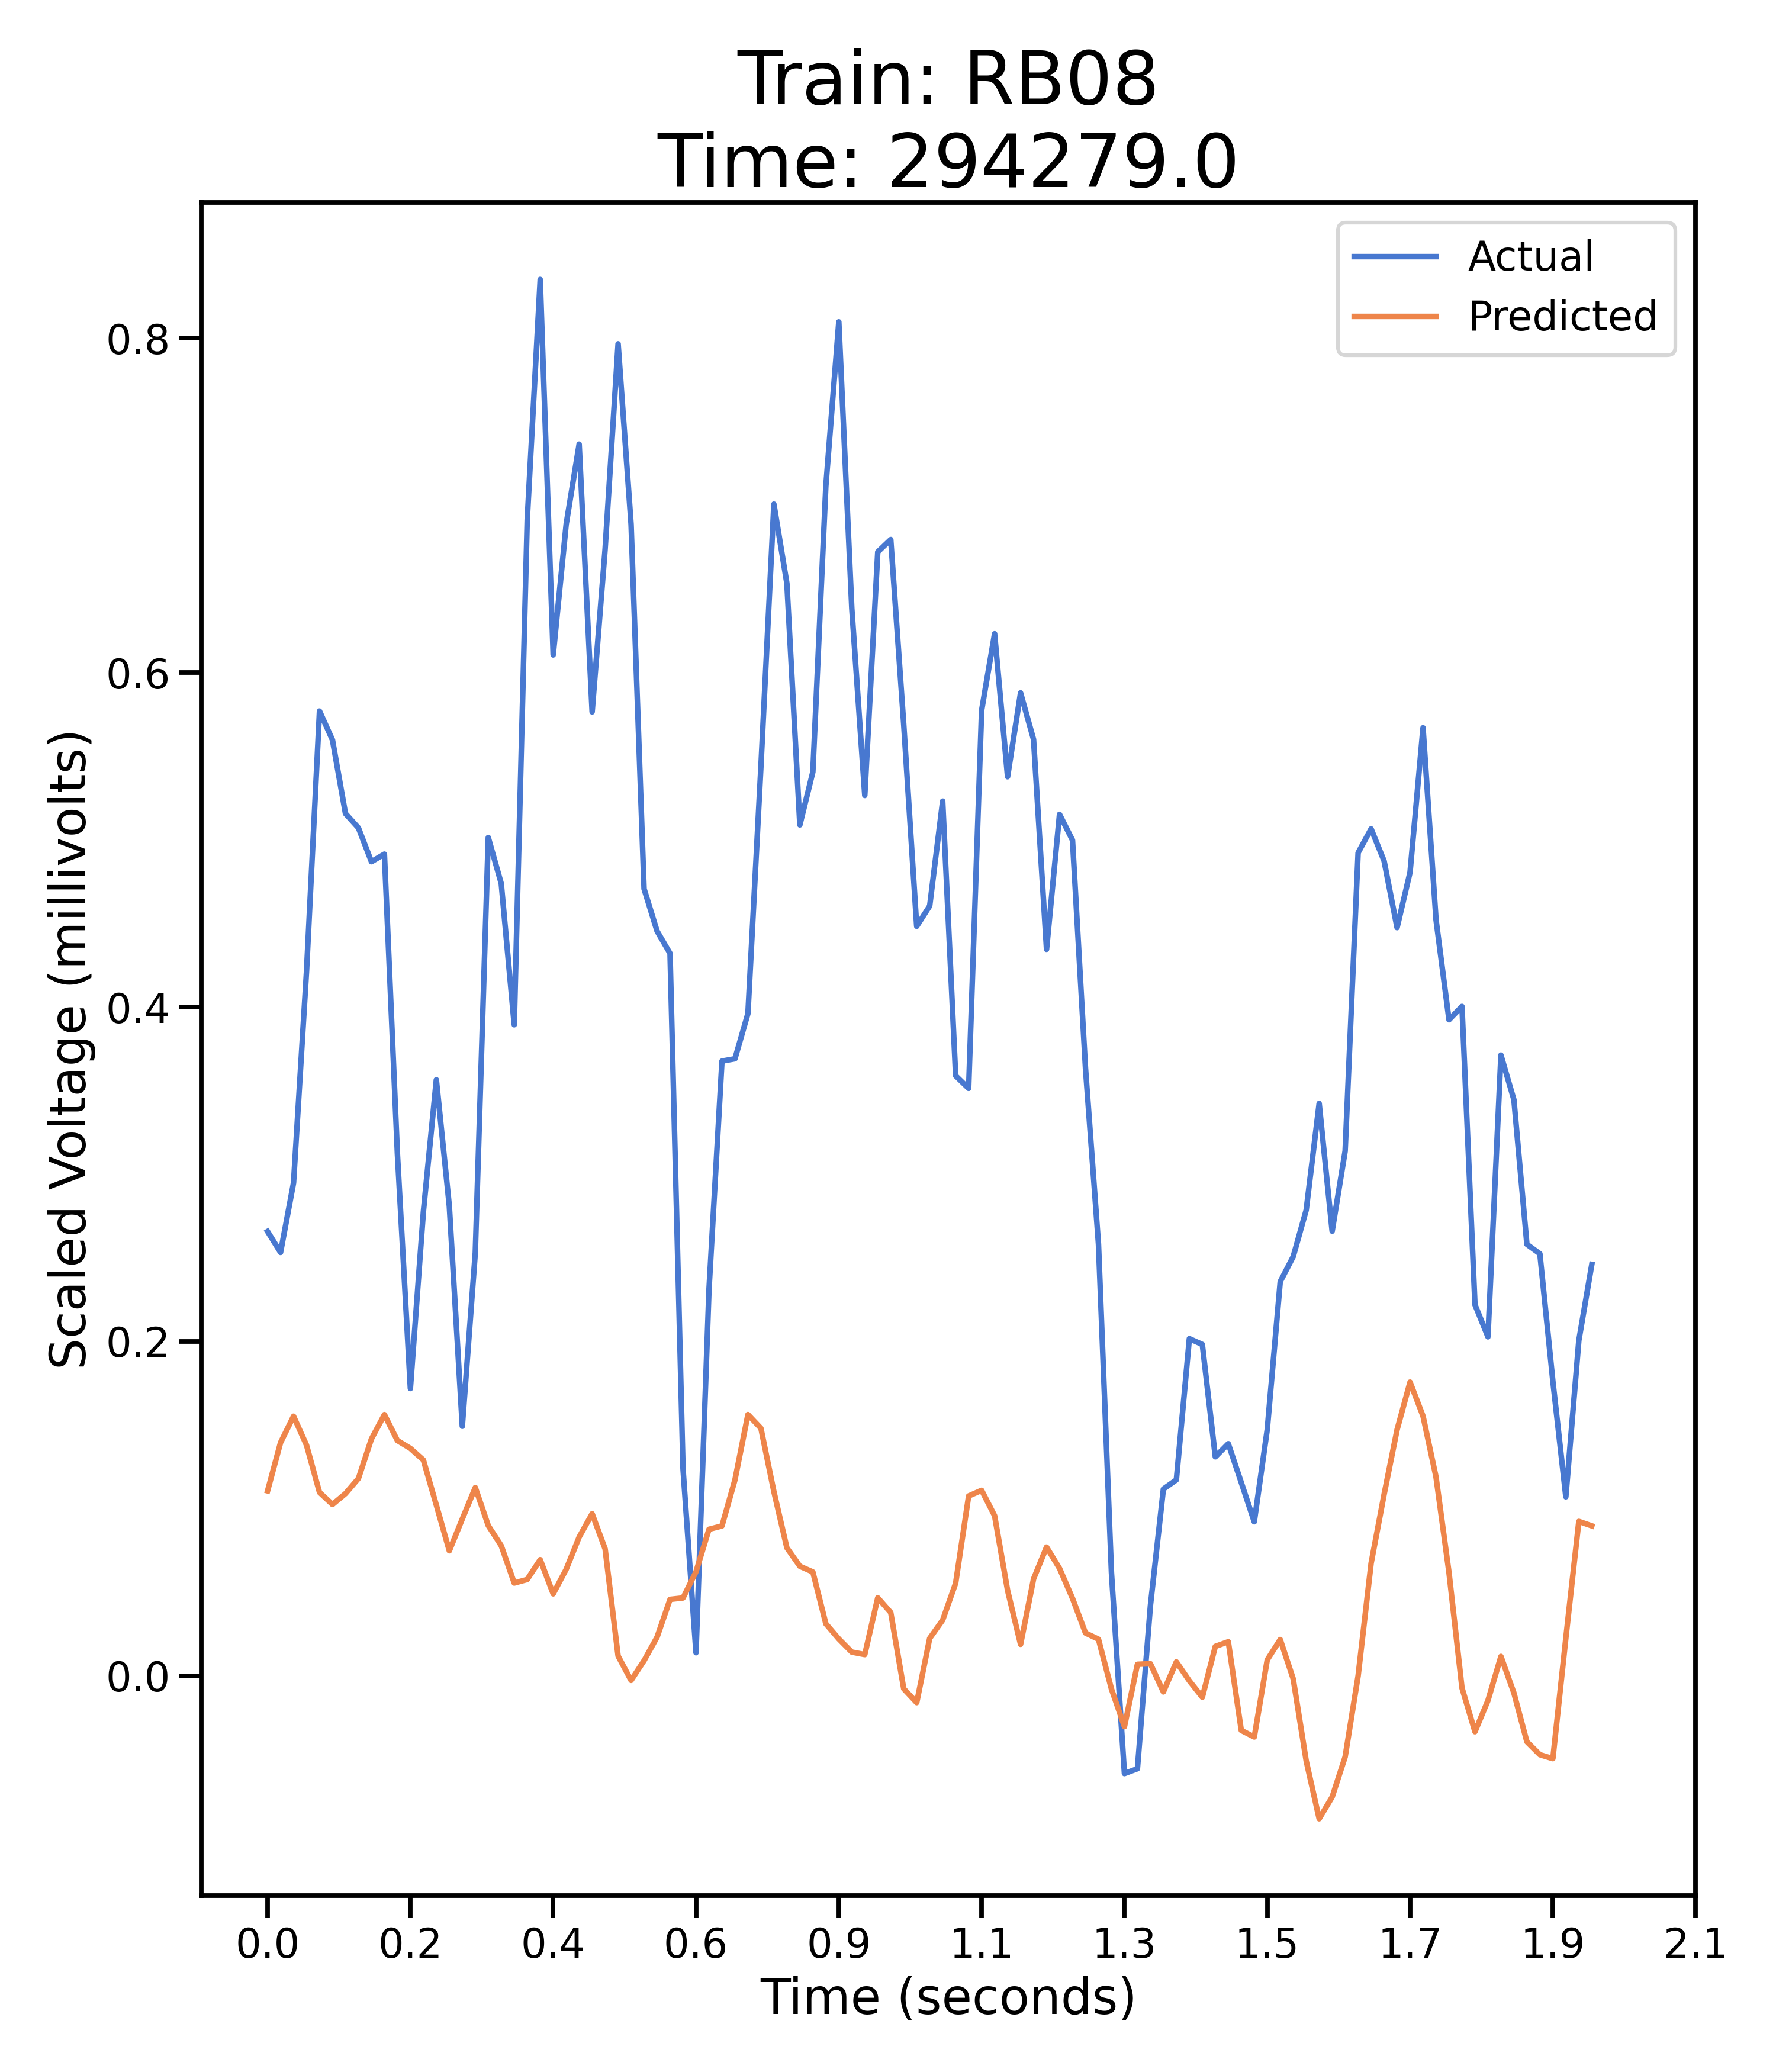 Train: RB08
Time: 294279.0
Actual
Predicted
Scaled Voltage (millivolts)
0.8
0.6
0.4
0.2
0.0
0.0 0.2 0.4 0.6 0.9 1.1 1.3 1.5 1.7 1.9 2.1
Time (seconds)